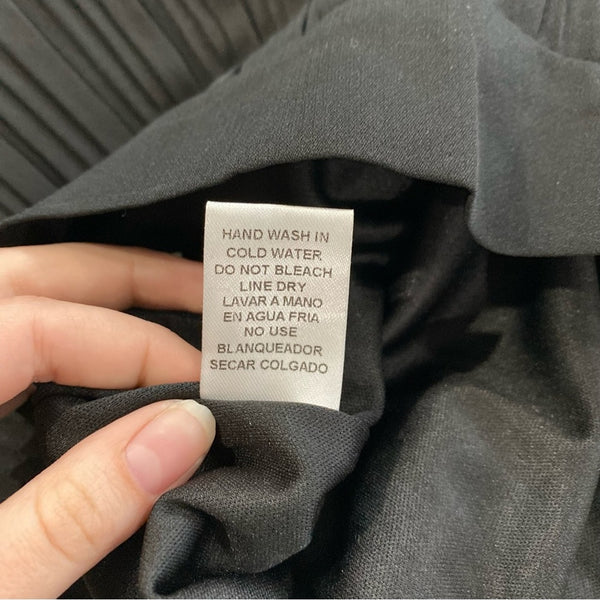 HAND WASH IN
COLD WATER
DO NOT BLEACH
LINE DRY
LAVAR A MANO
EN AGUA FRIA
NO USE
BLANQUEADOR
SECAR COLGADO